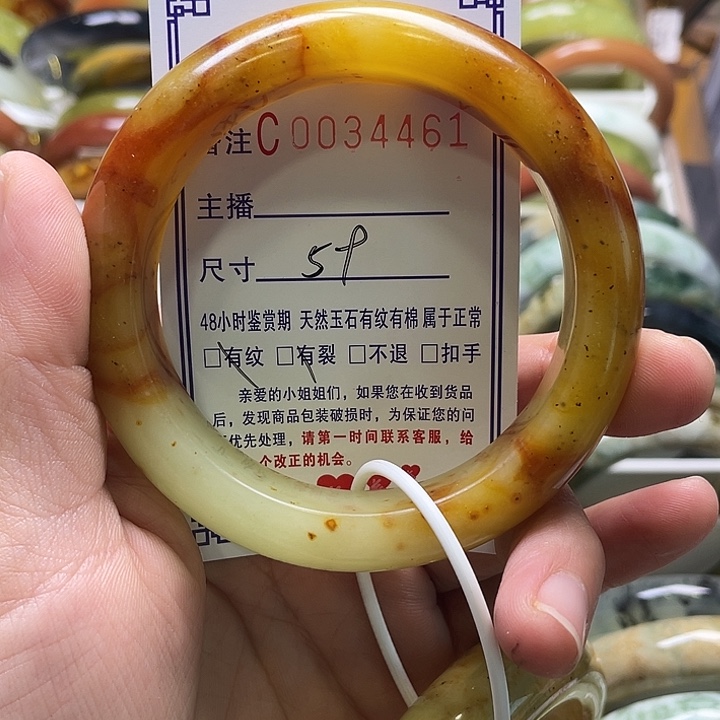 注C0034461
主播
尺寸 59
48小时鉴赏期 天然玉石有纹有棉 属于正常
□有纹 □有裂 □不退 □扣手
亲爱的小姐姐们，如果您在收到货品
后，发现商品包装破损时，为保证您的问
优先处理，请第一时间联系客服，给
个改正的机会。